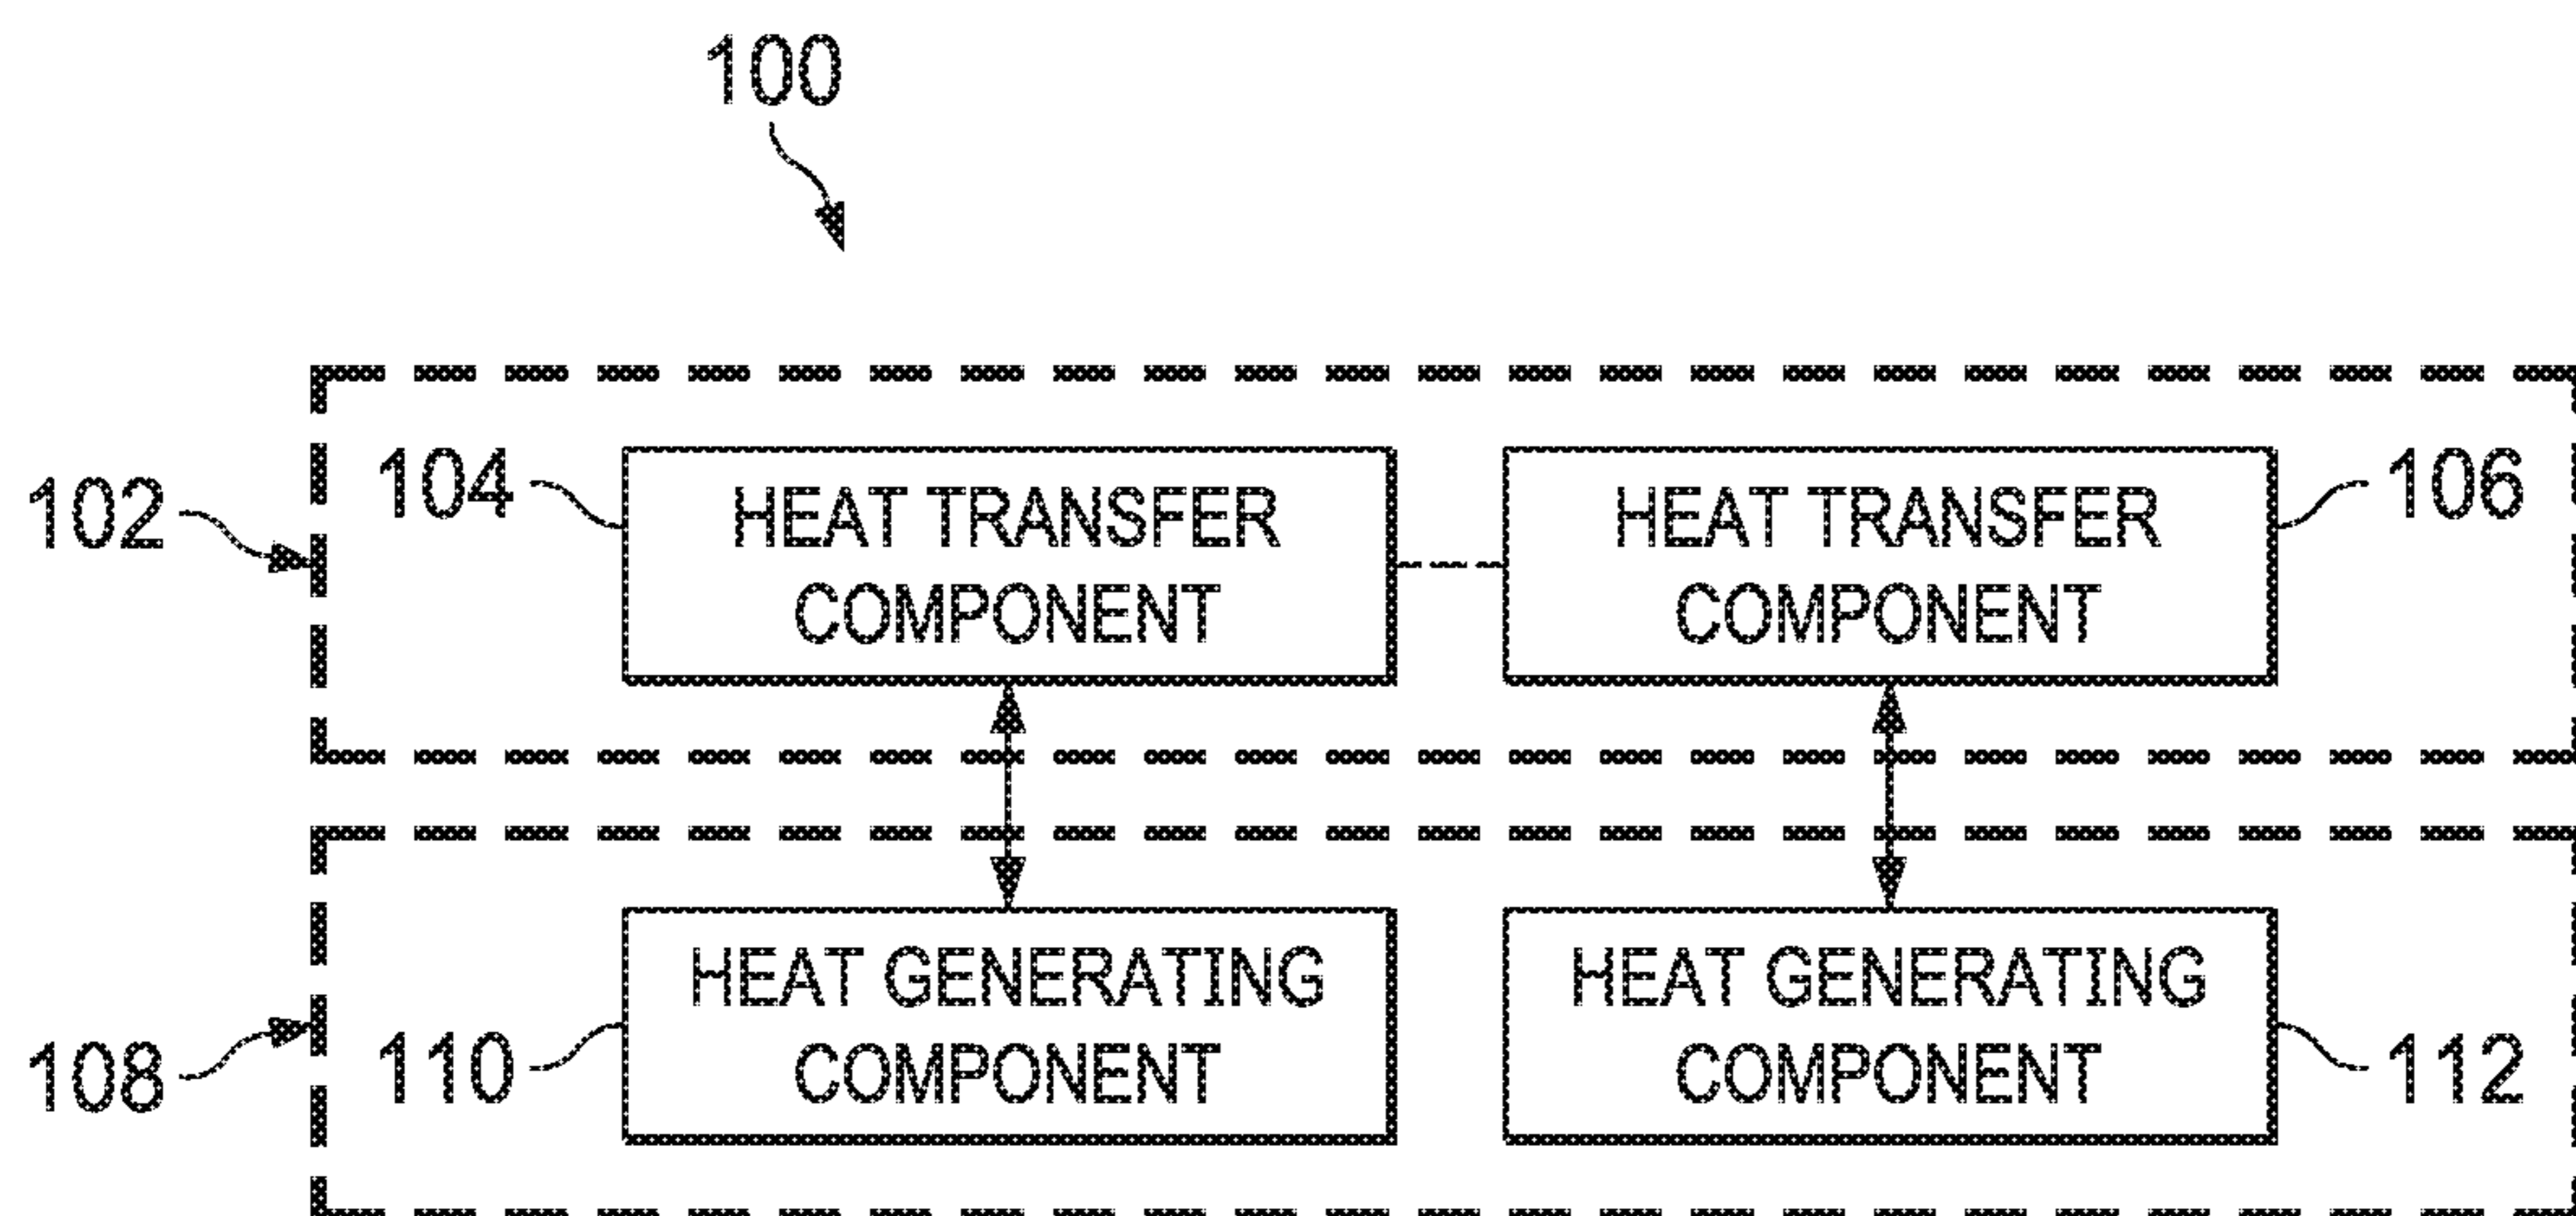 100
102
104
HEAT TRANSFER
COMPONENT
HEAT TRANSFER
COMPONENT
106
108
110
HEAT GENERATING
COMPONENT
HEAT GENERATING
COMPONENT
112